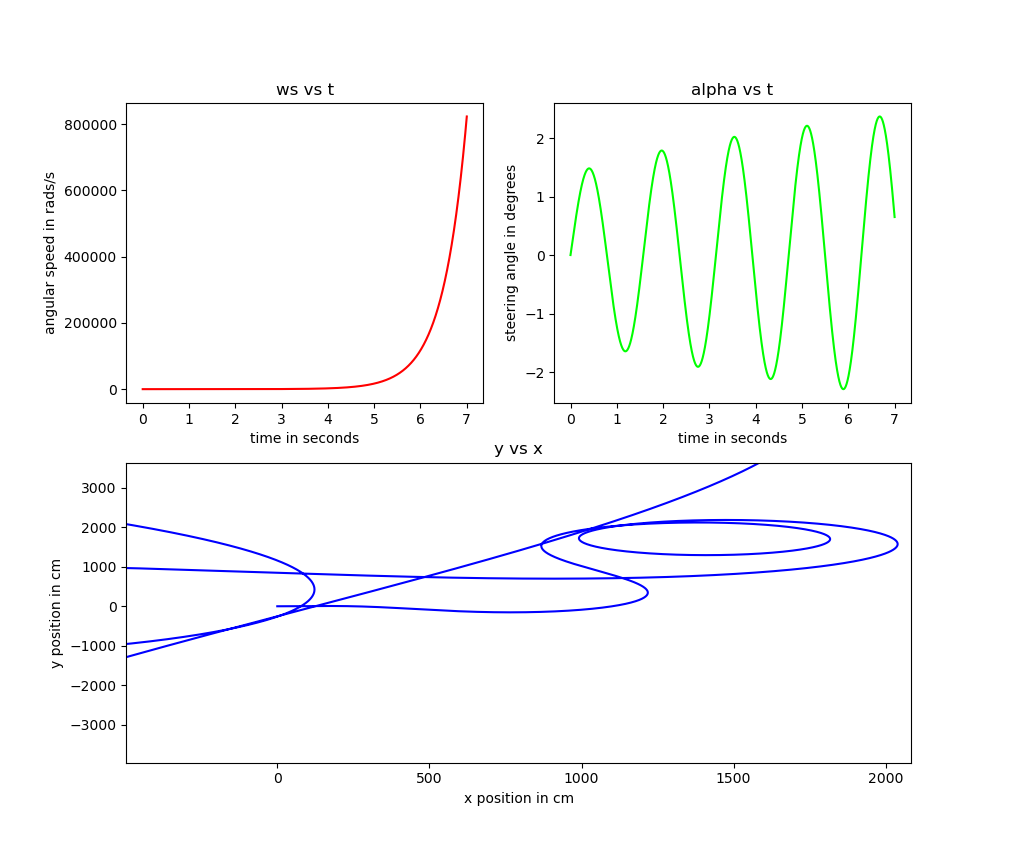 ws vs t
angular speed in rads/s
800000
600000
400000
200000
0
0 1 2 3 4 5 6 7
time in seconds
alpha vs t
steering angle in degrees
2
1
0
−1
−2
0 1 2 3 4 5 6 7
time in seconds
y vs x
y position in cm
3000
2000
1000
0
−1000
−2000
−3000
0 500 1000 1500 2000
x position in cm